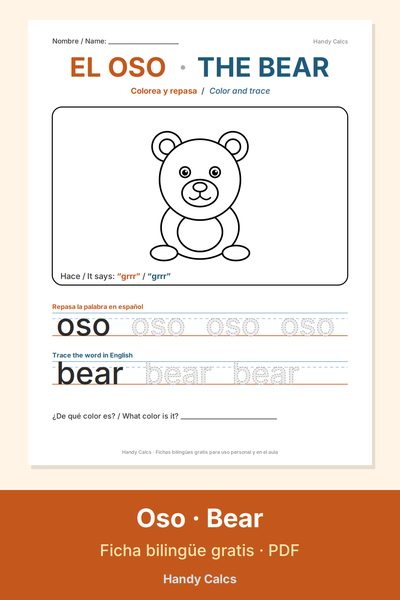 Nombre / Name: ____________________
Handy Calcs
EL OSO • THE BEAR
Colorea y repasa / Color and trace
Hace / It says: “grrr” / “grrr”
Repasa la palabra en español
oso oso oso oso
Trace the word in English
bear bear bear
¿De qué color es? / What color is it? ____________________
Handy Calcs · Fichas bilingües gratis para uso personal y en el aula
Oso · Bear
Ficha bilingüe gratis · PDF
Handy Calcs